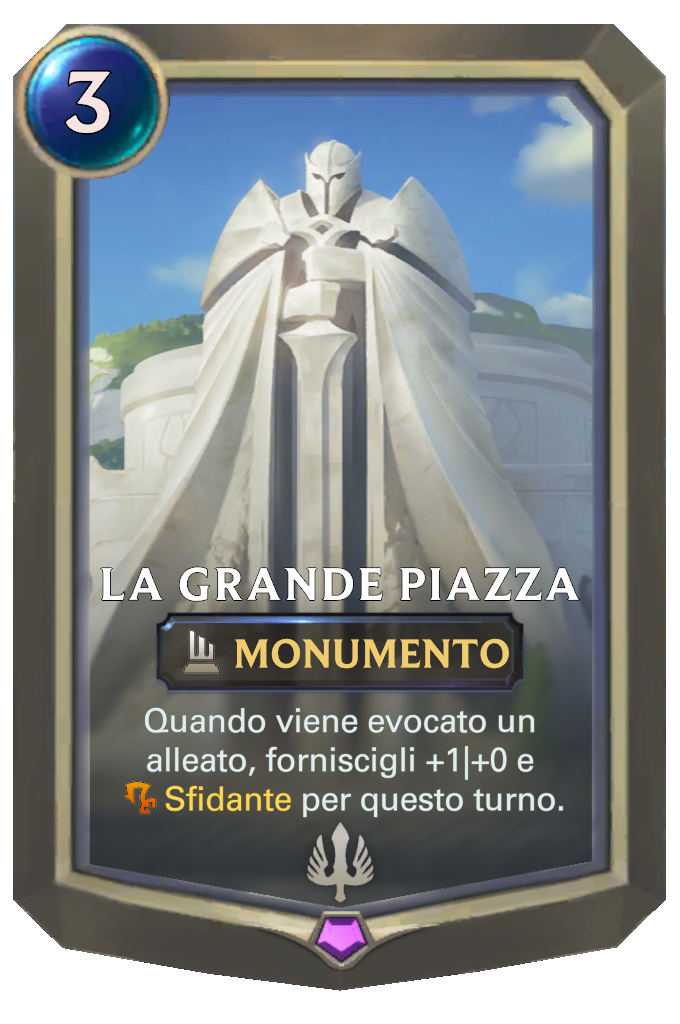 3
LA GRANDE PIAZZA
MONUMENTO
Quando viene evocato un
alleato, forniscigli +1|+0 e
Sfidante per questo turno.